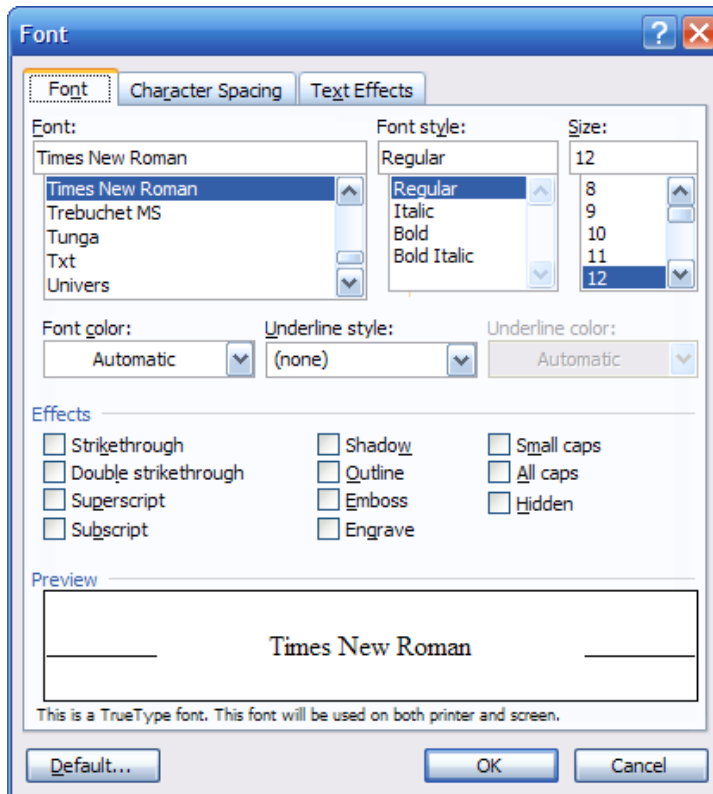 Font
Font Character Spacing Text Effects
Font: Font style: Size:
Times New Roman Regular 12
Times New Roman Regular 8
Trebuchet MS Italic 9
Tunga Bold 10
Txt Bold Italic 11
Univers 12
Font color: Underline style: Underline color:
Automatic (none) Automatic
Effects
Strikethrough Shadow Small caps
Double strikethrough Outline All caps
Superscript Emboss Hidden
Subscript Engrave
Preview
Times New Roman
This is a TrueType font. This font will be used on both printer and screen.
Default... OK Cancel